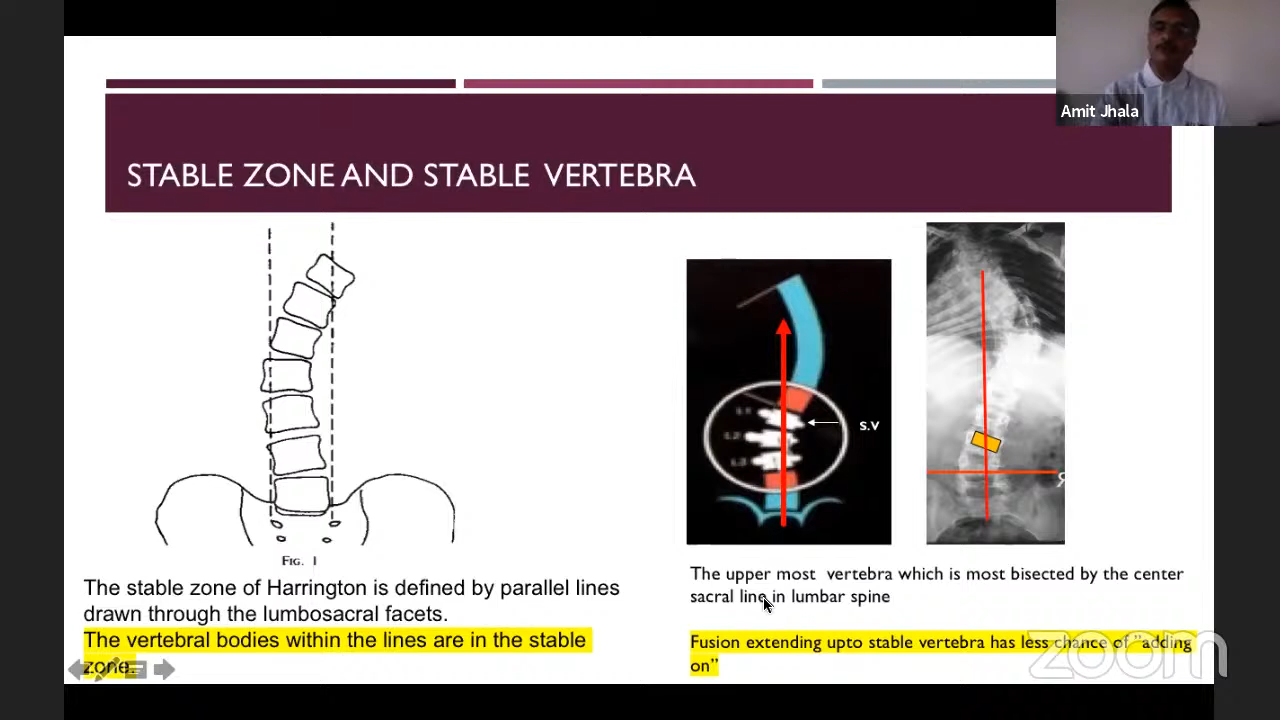 Amit Jhala
STABLE ZONE AND STABLE VERTEBRA
FIG. 1
L1
L2
L3
S.V
R
The stable zone of Harrington is defined by parallel lines
drawn through the lumbosacral facets.
The vertebral bodies within the lines are in the stable
zone.
The upper most vertebra which is most bisected by the center
sacral line in lumbar spine
Fusion extending upto stable vertebra has less chance of "adding
on"
zoom